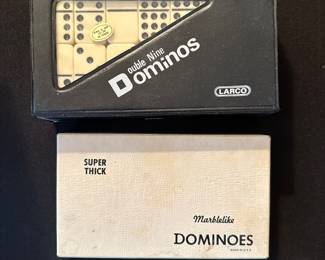 Double Nine
Dominos
LARCO
SUPER
THICK
Marblelike
DOMINOES